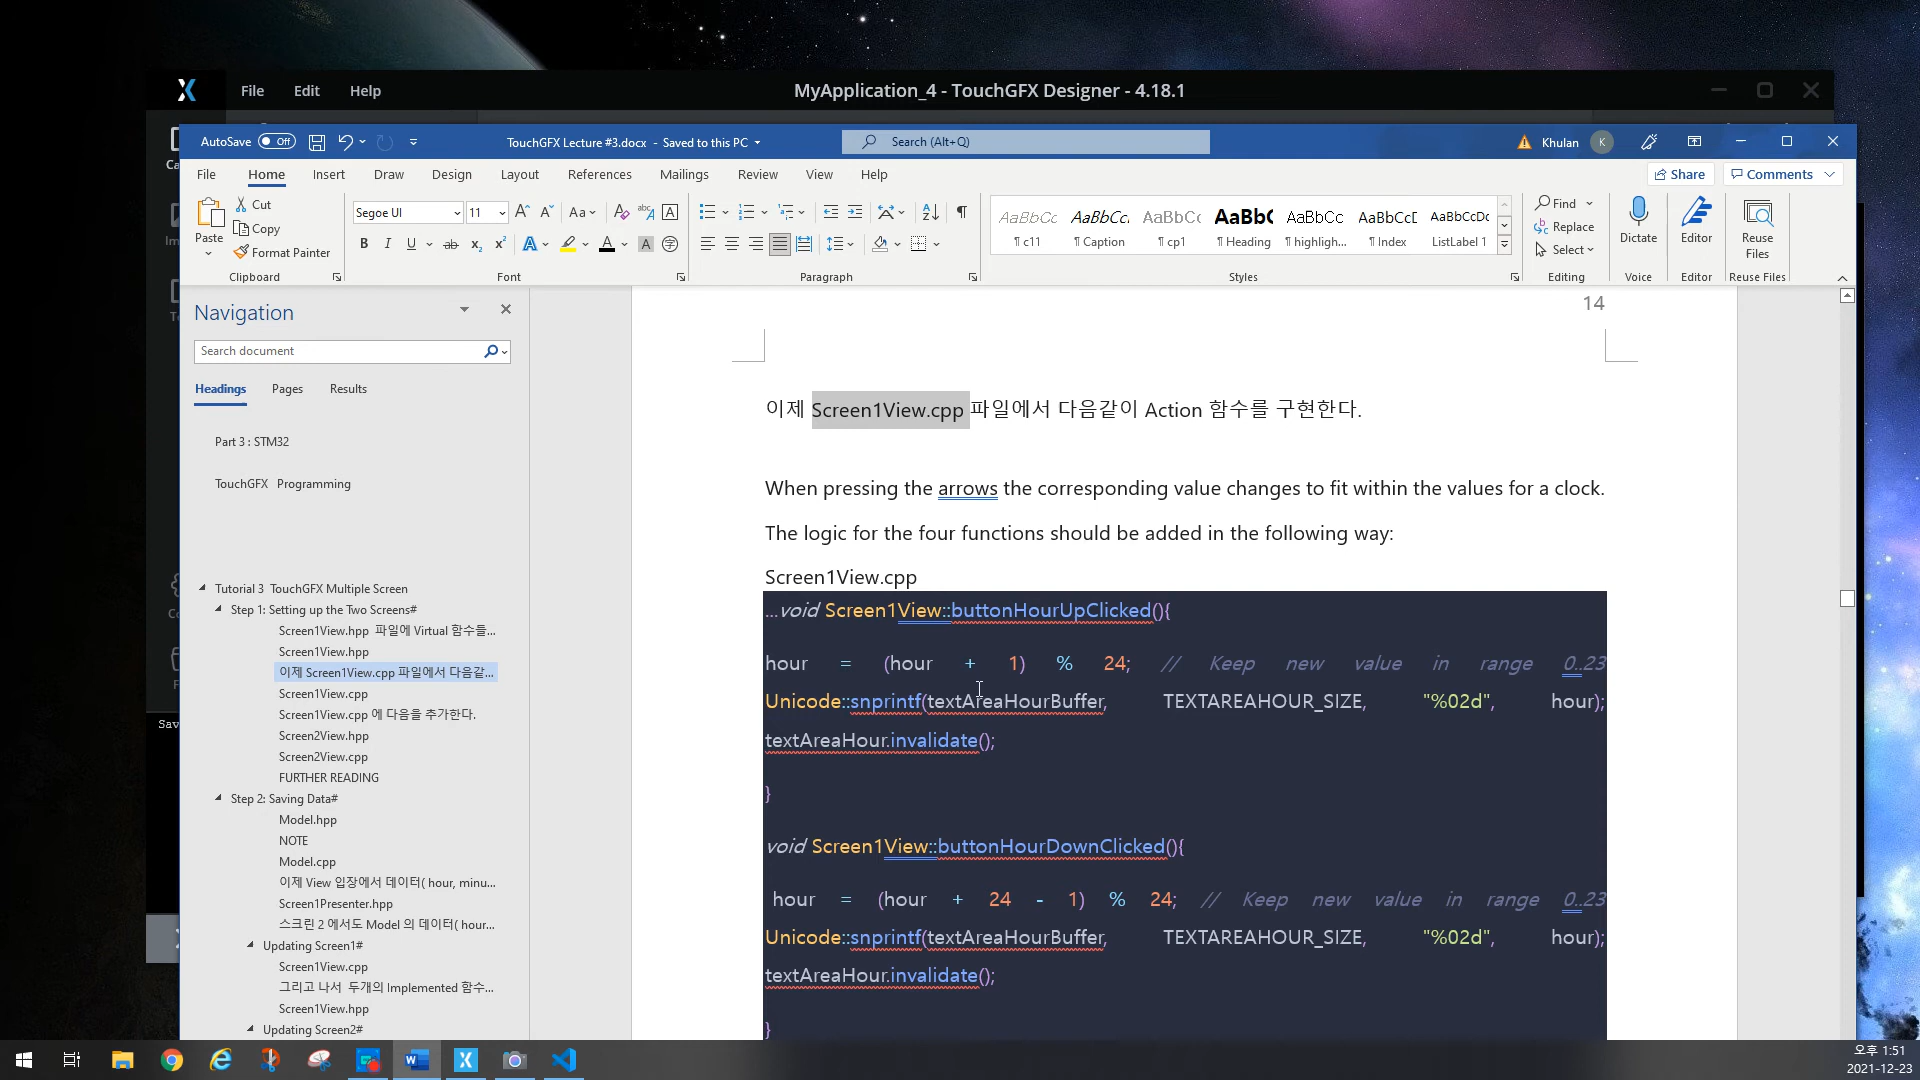 File Edit Help
MyApplication_4 - TouchGFX Designer - 4.18.1
AutoSave Off
TouchGFX Lecture #3.docx - Saved to this PC
Search (Alt+Q)
Khulan K
File Home Insert Draw Design Layout References Mailings Review View Help
Share Comments
Paste
Cut
Copy
Format Painter
Clipboard
Segoe UI 11
Font
Paragraph
AaBbCc AaBbCc AaBbCc AaBbC AaBbCc AaBbCcD AaBbCcDc
¶ c11 ¶ Caption ¶ cp1 ¶ Heading ¶ highligh... ¶ Index ListLabel 1
Styles
Find
Replace
Select
Editing
Dictate
Voice
Editor
Editor
Reuse
Files
Reuse Files
Navigation
Search document
Headings Pages Results
Part 3 : STM32
TouchGFX Programming
Tutorial 3 TouchGFX Multiple Screen
Step 1: Setting up the Two Screens#
Screen1View.hpp 파일에 Virtual 함수들...
Screen1View.hpp
이제 Screen1View.cpp 파일에서 다음같...
Screen1View.cpp
Screen1View.cpp 에 다음을 추가한다.
Screen2View.hpp
Screen2View.cpp
FURTHER READING
Step 2: Saving Data#
Model.hpp
NOTE
Model.cpp
이제 View 입장에서 데이터( hour, minu...
Screen1Presenter.hpp
스크린 2 에서도 Model 의 데이터( hour...
Updating Screen1#
Screen1View.cpp
그리고 나서 두개의 Implemented 함수...
Screen1View.hpp
Updating Screen2#
14
이제 Screen1View.cpp 파일에서 다음같이 Action 함수를 구현한다.
When pressing the arrows the corresponding value changes to fit within the values for a clock.
The logic for the four functions should be added in the following way:
Screen1View.cpp
...void Screen1View::buttonHourUpClicked(){
hour = (hour + 1) % 24; // Keep new value in range 0..23
Unicode::snprintf(textAreaHourBuffer, TEXTAREAHOUR_SIZE, "%02d", hour);
textAreaHour.invalidate();
}
void Screen1View::buttonHourDownClicked(){
hour = (hour + 24 - 1) % 24; // Keep new value in range 0..23
Unicode::snprintf(textAreaHourBuffer, TEXTAREAHOUR_SIZE, "%02d", hour);
textAreaHour.invalidate();
}
오후 1:51
2021-12-23